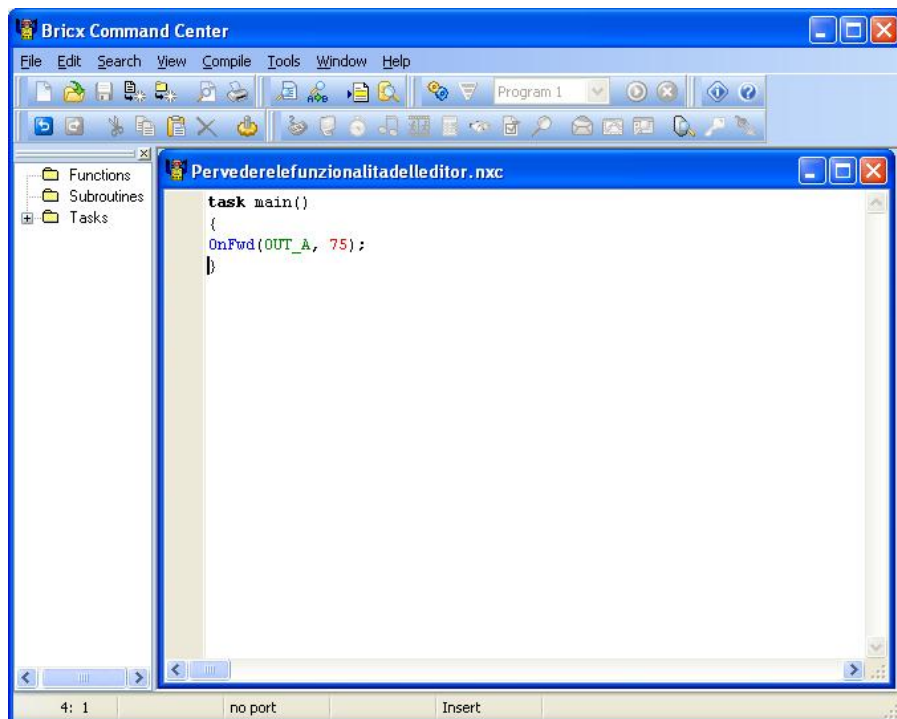 Bricx Command Center
File Edit Search View Compile Tools Window Help
Program 1
Functions
Subroutines
Tasks
Pervederelefunzionalitadelleditor.nxc
task main()
{
OnFwd(OUT_A, 75);
}
4: 1 no port Insert